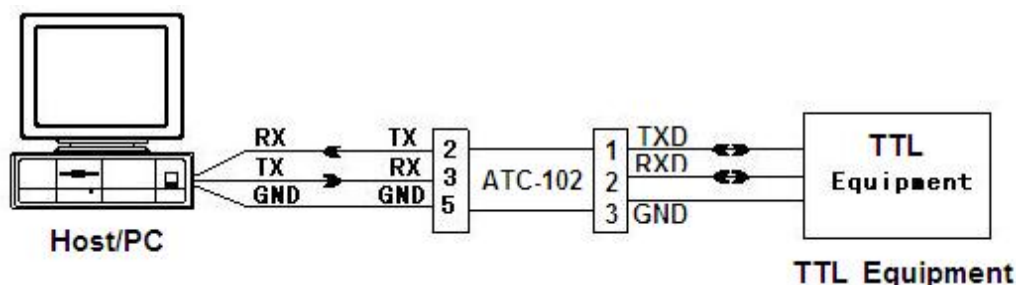 RX TX 2 1 TXD
TX RX 3 ATC-102 2 RXD
GND GND 5 3 GND
TTL
Equipment
Host/PC
TTL Equipment